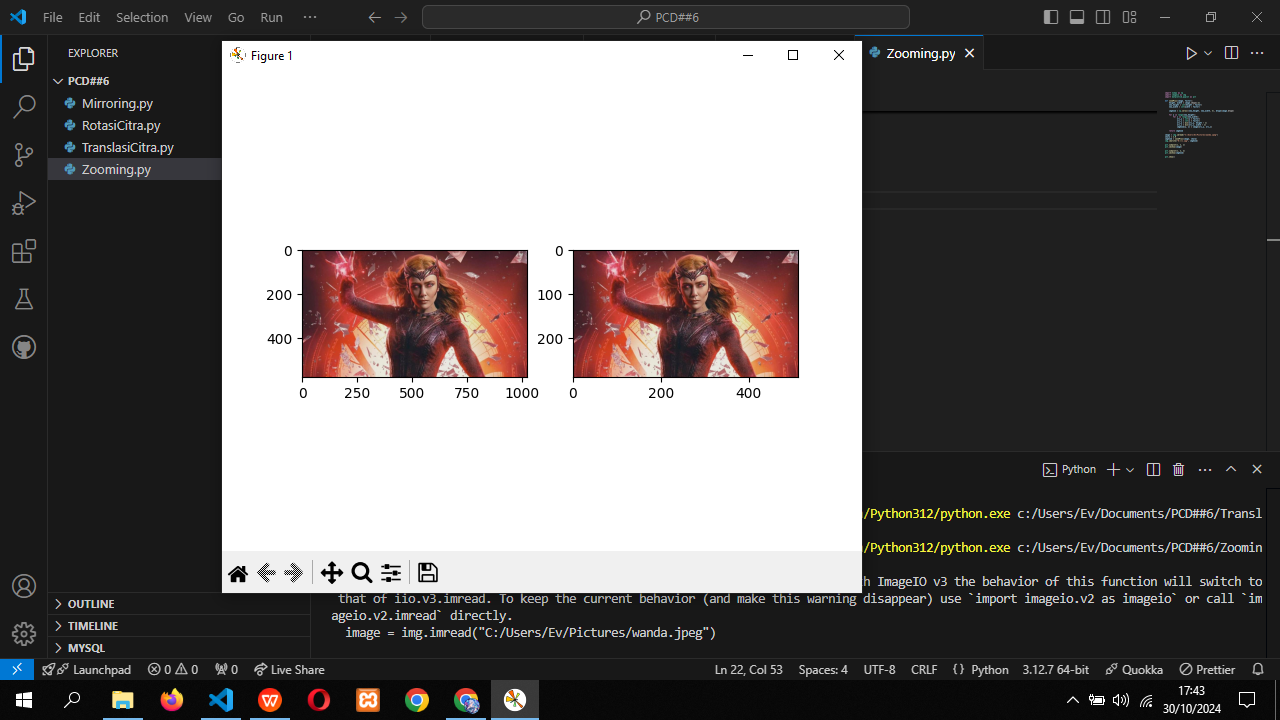 File Edit Selection View Go Run ···
PCD##6
EXPLORER
PCD##6
Mirroring.py
RotasiCitra.py
TranslasiCitra.py
Zooming.py
OUTLINE
TIMELINE
MYSQL
Zooming.py
Figure 1
0
200
400
0
250
500
750
1000
0
100
200
0
200
400
Python
/Python312/python.exe c:/Users/Ev/Documents/PCD##6/Transl
/Python312/python.exe c:/Users/Ev/Documents/PCD##6/Zoomin
h ImageIO v3 the behavior of this function will switch to
that of iio.v3.imread. To keep the current behavior (and make this warning disappear) use `import imageio.v2 as imageio` or call `im
ageio.v2.imread` directly.
image = img.imread("C:/Users/Ev/Pictures/wanda.jpeg")
Launchpad 0 0 0 Live Share Ln 22, Col 53 Spaces: 4 UTF-8 CRLF {} Python 3.12.7 64-bit Quokka Prettier
17:43
30/10/2024